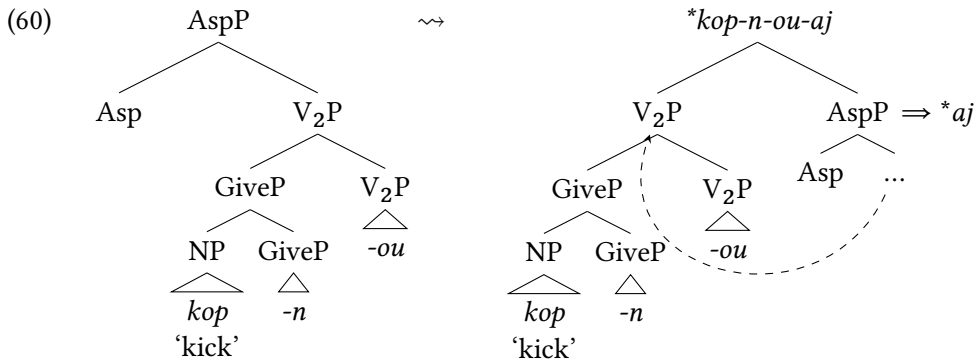 (60) AspP ⇝ *kop-n-ou-aj
Asp V₂P V₂P AspP ⇒ *aj
GiveP V₂P GiveP V₂P Asp ...
NP GiveP -ou NP GiveP -ou
kop -n kop -n
‘kick’ ‘kick’